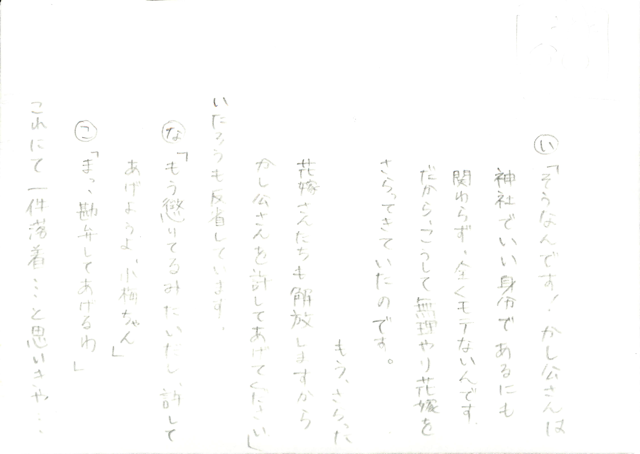 い「そうなんです！かし公さんは
神社でいい身分であるにも
関わらず、全くモテないんです
だから、こうして無理やり花嫁を
さらってきていたのです。
もう、さらった
花嫁さんたちも解放しますから
かし公さんを許してあげてください」
いたろうも反省しています。
な「もう懲りてるみたいだし、許して
あげようよ、小梅ちゃん」
こ「まっ、勘弁してあげるわ」
これにて一件落着…と思いきや…